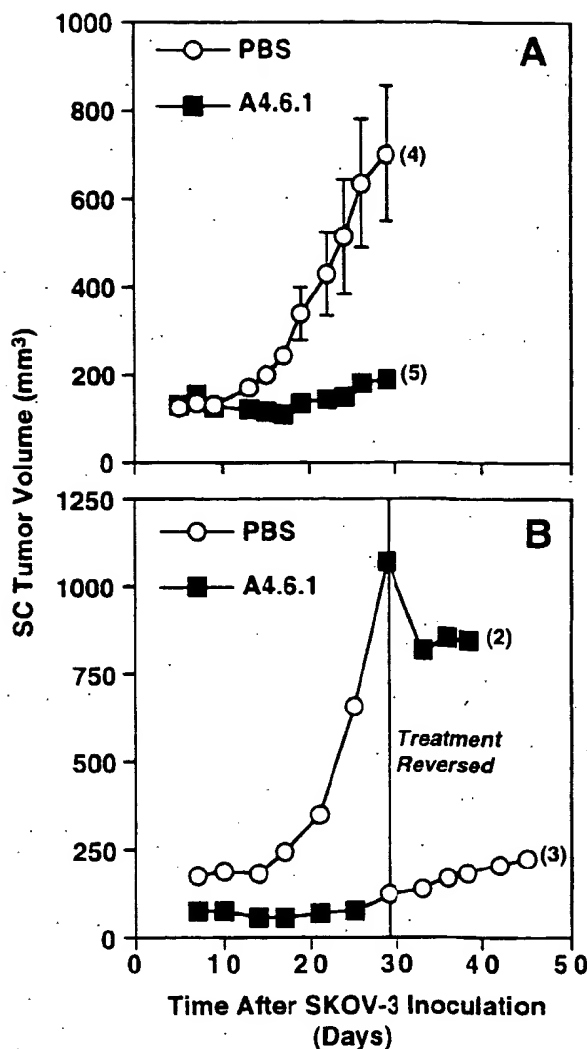 1000
A
PBS
A4.6.1
800
(4)
600
400
(5)
200
0
SC Tumor Volume (mm³)
1250
B
PBS
A4.6.1
1000
(2)
750
Treatment
Reversed
500
250
(3)
0
0 10 20 30 40 50
Time After SKOV-3 Inoculation
(Days)